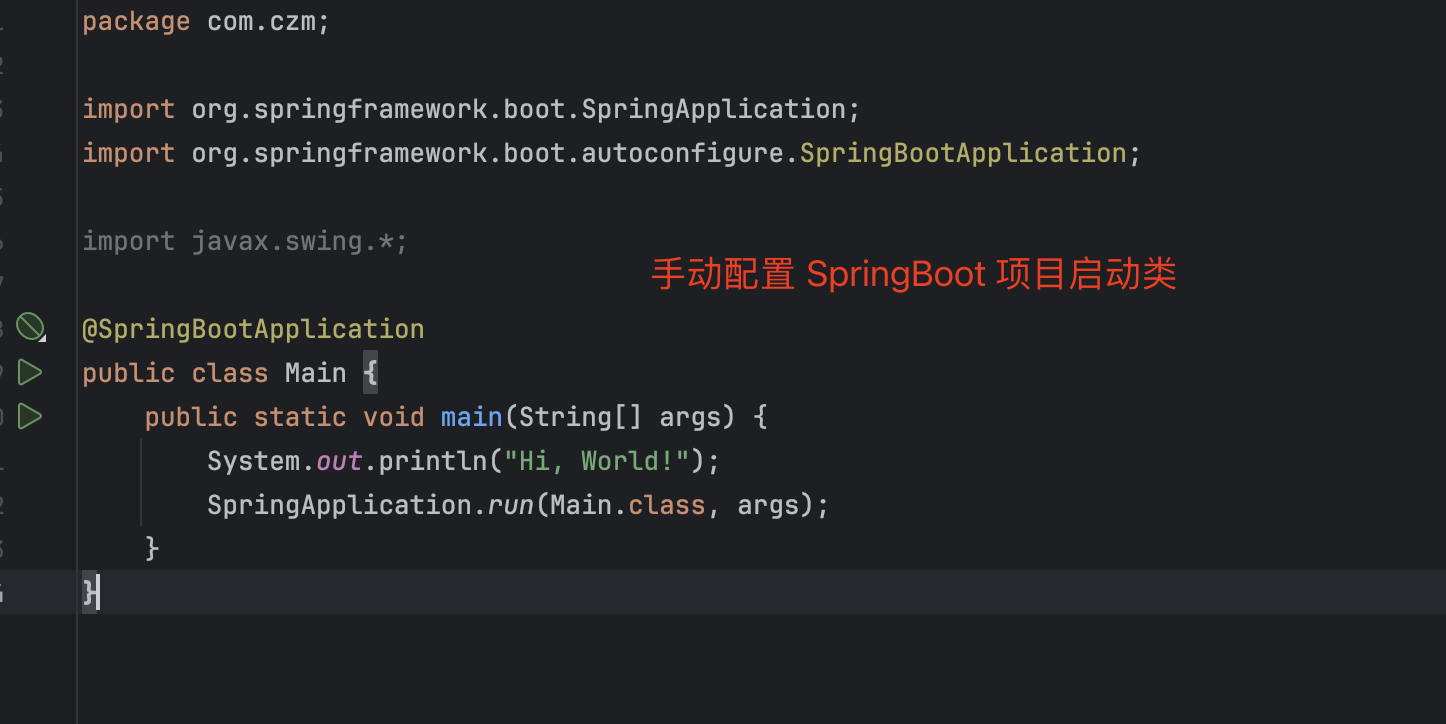 package com.czm;
import org.springframework.boot.SpringApplication;
import org.springframework.boot.autoconfigure.SpringBootApplication;
import javax.swing.*;
手动配置 SpringBoot 项目启动类
@SpringBootApplication
public class Main {
public static void main(String[] args) {
System.out.println("Hi, World!");
SpringApplication.run(Main.class, args);
}
}